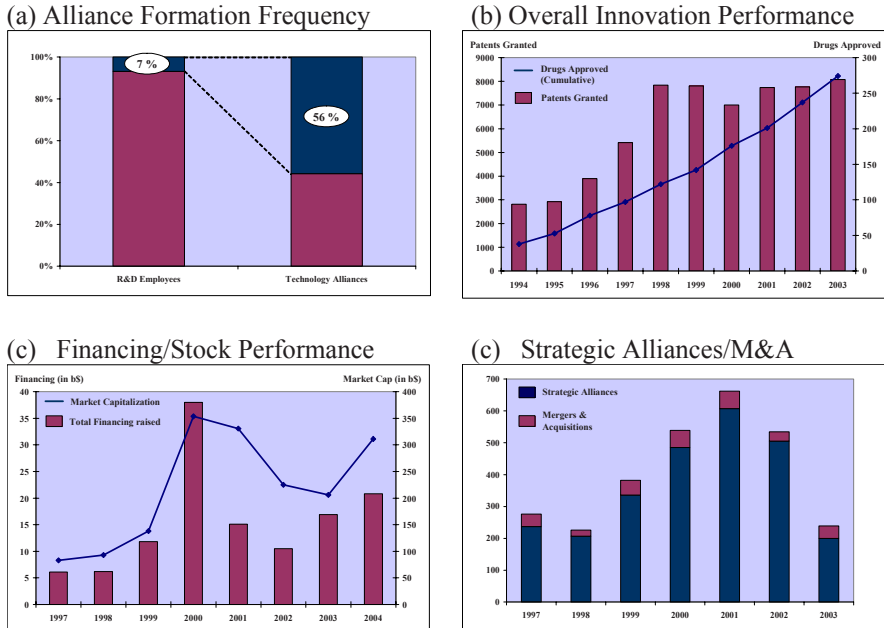 (a) Alliance Formation Frequency
100%
80%
60%
40%
20%
0%
7 %
56 %
R&D Employees
Technology Alliances
(b) Overall Innovation Performance
Patents Granted
Drugs Approved
9000
8000
7000
6000
5000
4000
3000
2000
1000
0
Drugs Approved
(Cumulative)
Patents Granted
300
250
200
150
100
50
0
1994 1995 1996 1997 1998 1999 2000 2001 2002 2003
(c) Financing/Stock Performance
Financing (in b$)
Market Cap (in b$)
40
35
30
25
20
15
10
5
0
Market Capitalization
Total Financing raised
400
350
300
250
200
150
100
50
0
1997 1998 1999 2000 2001 2002 2003 2004
(c) Strategic Alliances/M&A
700
600
500
400
300
200
100
0
Strategic Alliances
Mergers &
Acquisitions
1997 1998 1999 2000 2001 2002 2003